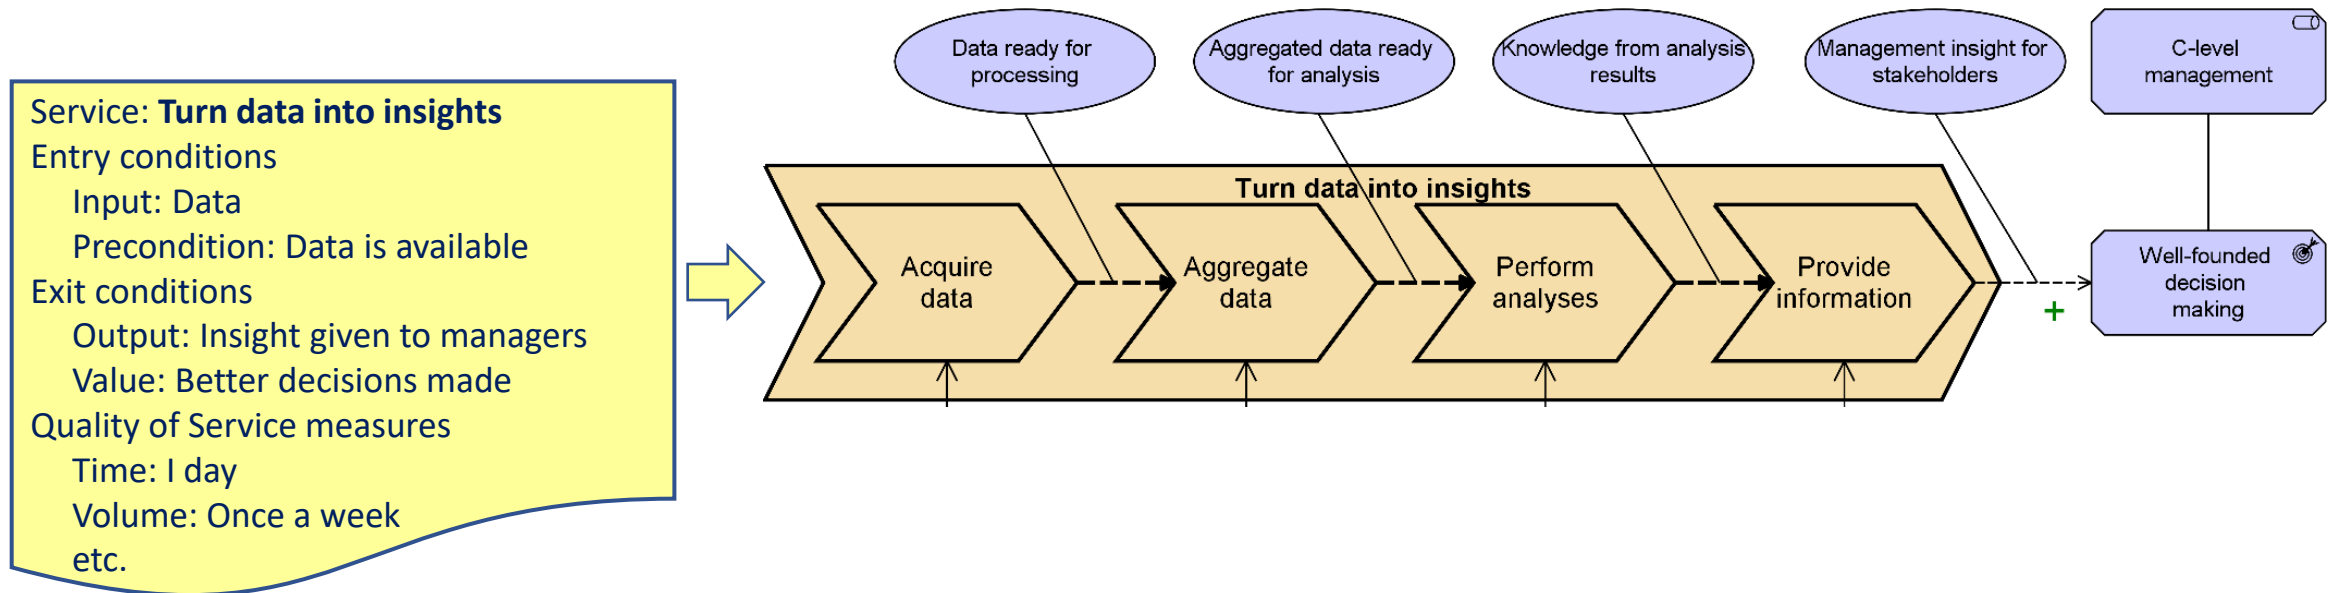 Service: Turn data into insights
Entry conditions
Input: Data
Precondition: Data is available
Exit conditions
Output: Insight given to managers
Value: Better decisions made
Quality of Service measures
Time: I day
Volume: Once a week
etc.
Data ready for
processing
Aggregated data ready
for analysis
Knowledge from analysis
results
Management insight for
stakeholders
C-level
management
Turn data into insights
Acquire
data
Aggregate
data
Perform
analyses
Provide
information
+
Well-founded
decision
making